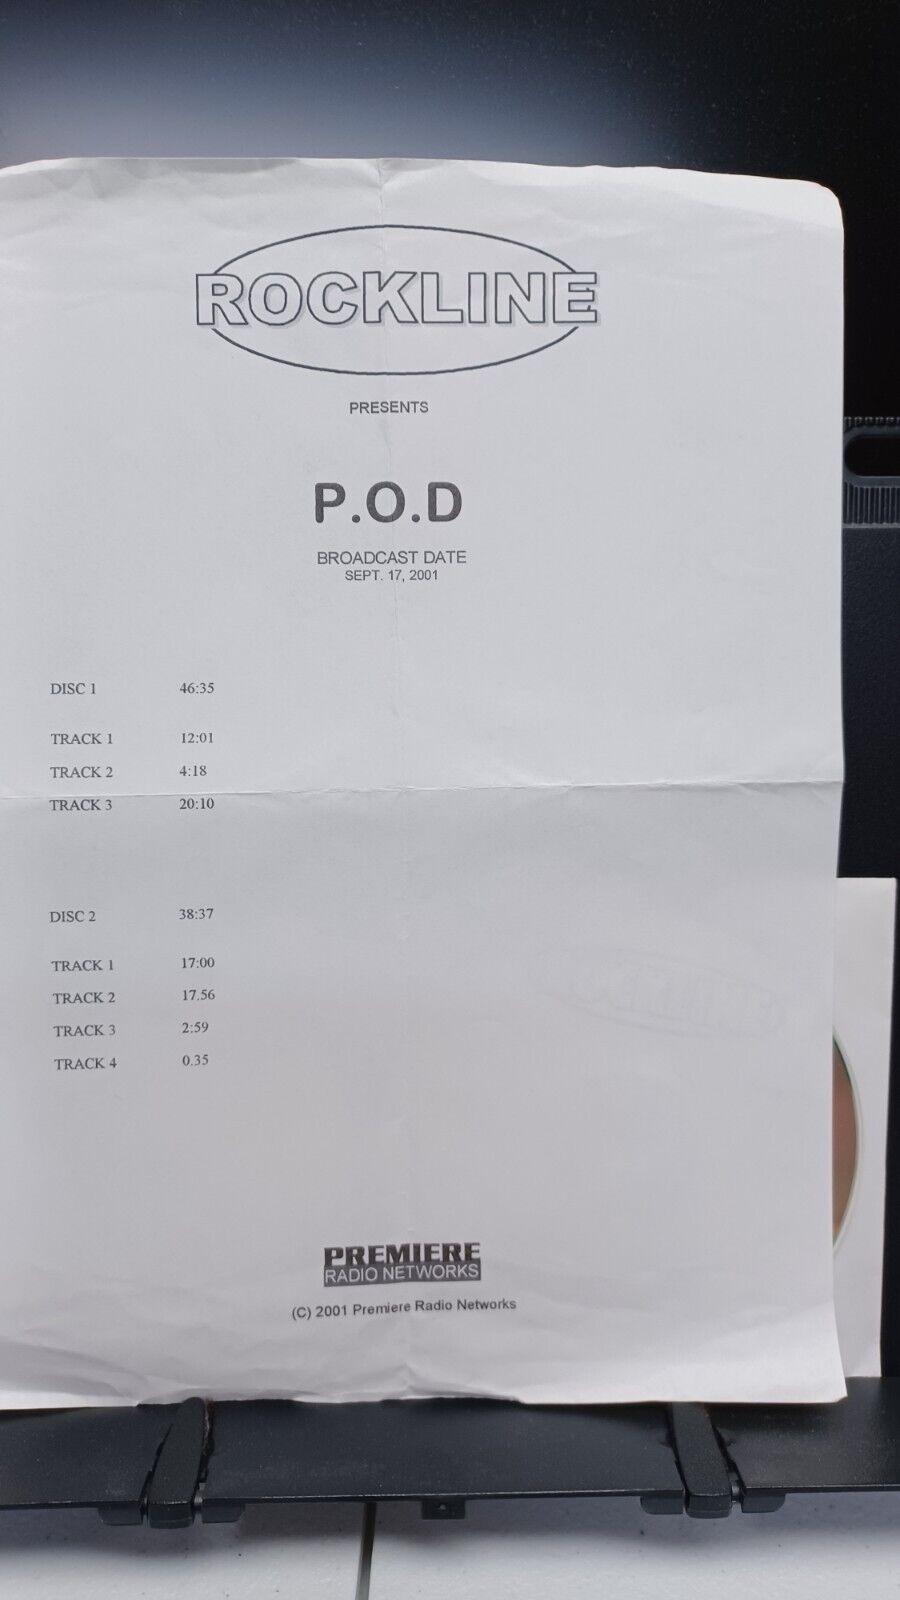 ROCKLINE
PRESENTS
P.O.D
BROADCAST DATE
SEPT. 17, 2001
DISC 1 46:35
TRACK 1 12:01
TRACK 2 4:18
TRACK 3 20:10
DISC 2 38:37
TRACK 1 17:00
TRACK 2 17.56
TRACK 3 2:59
TRACK 4 0.35
PREMIERE
RADIO NETWORKS
(C) 2001 Premiere Radio Networks